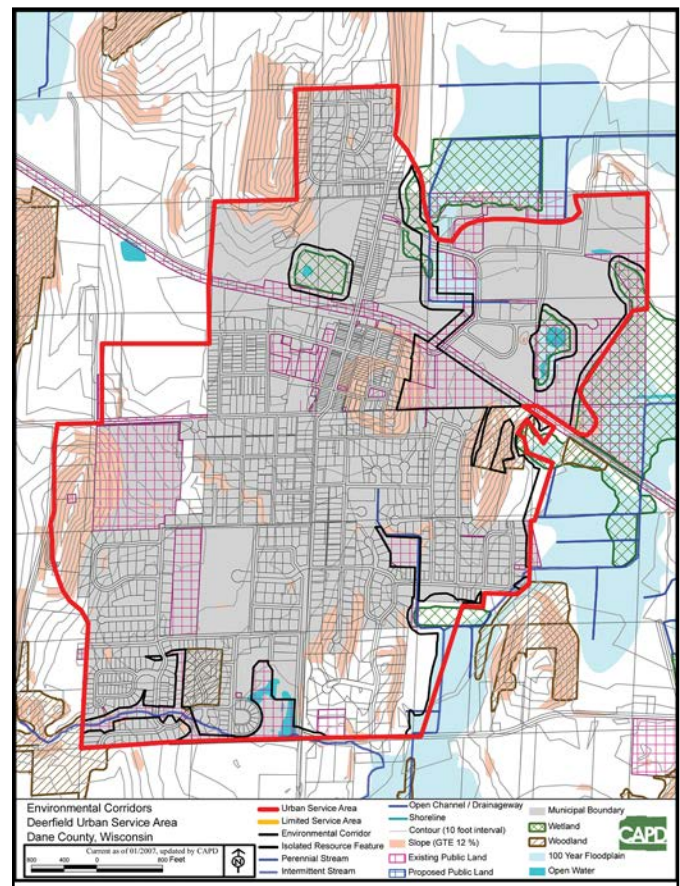 Environmental Corridors
Deerfield Urban Service Area
Dane County, Wisconsin
Current as of 01/2007, updated by CAPD
800 400 0 800 Feet
N
Urban Service Area
Limited Service Area
Environmental Corridor
Isolated Resource Feature
Perennial Stream
Intermittent Stream
Open Channel / Drainageway
Shoreline
Contour (10 foot interval)
Slope (GTE 12 %)
Existing Public Land
Proposed Public Land
Municipal Boundary
Wetland
Woodland
100 Year Floodplain
Open Water
CAPD